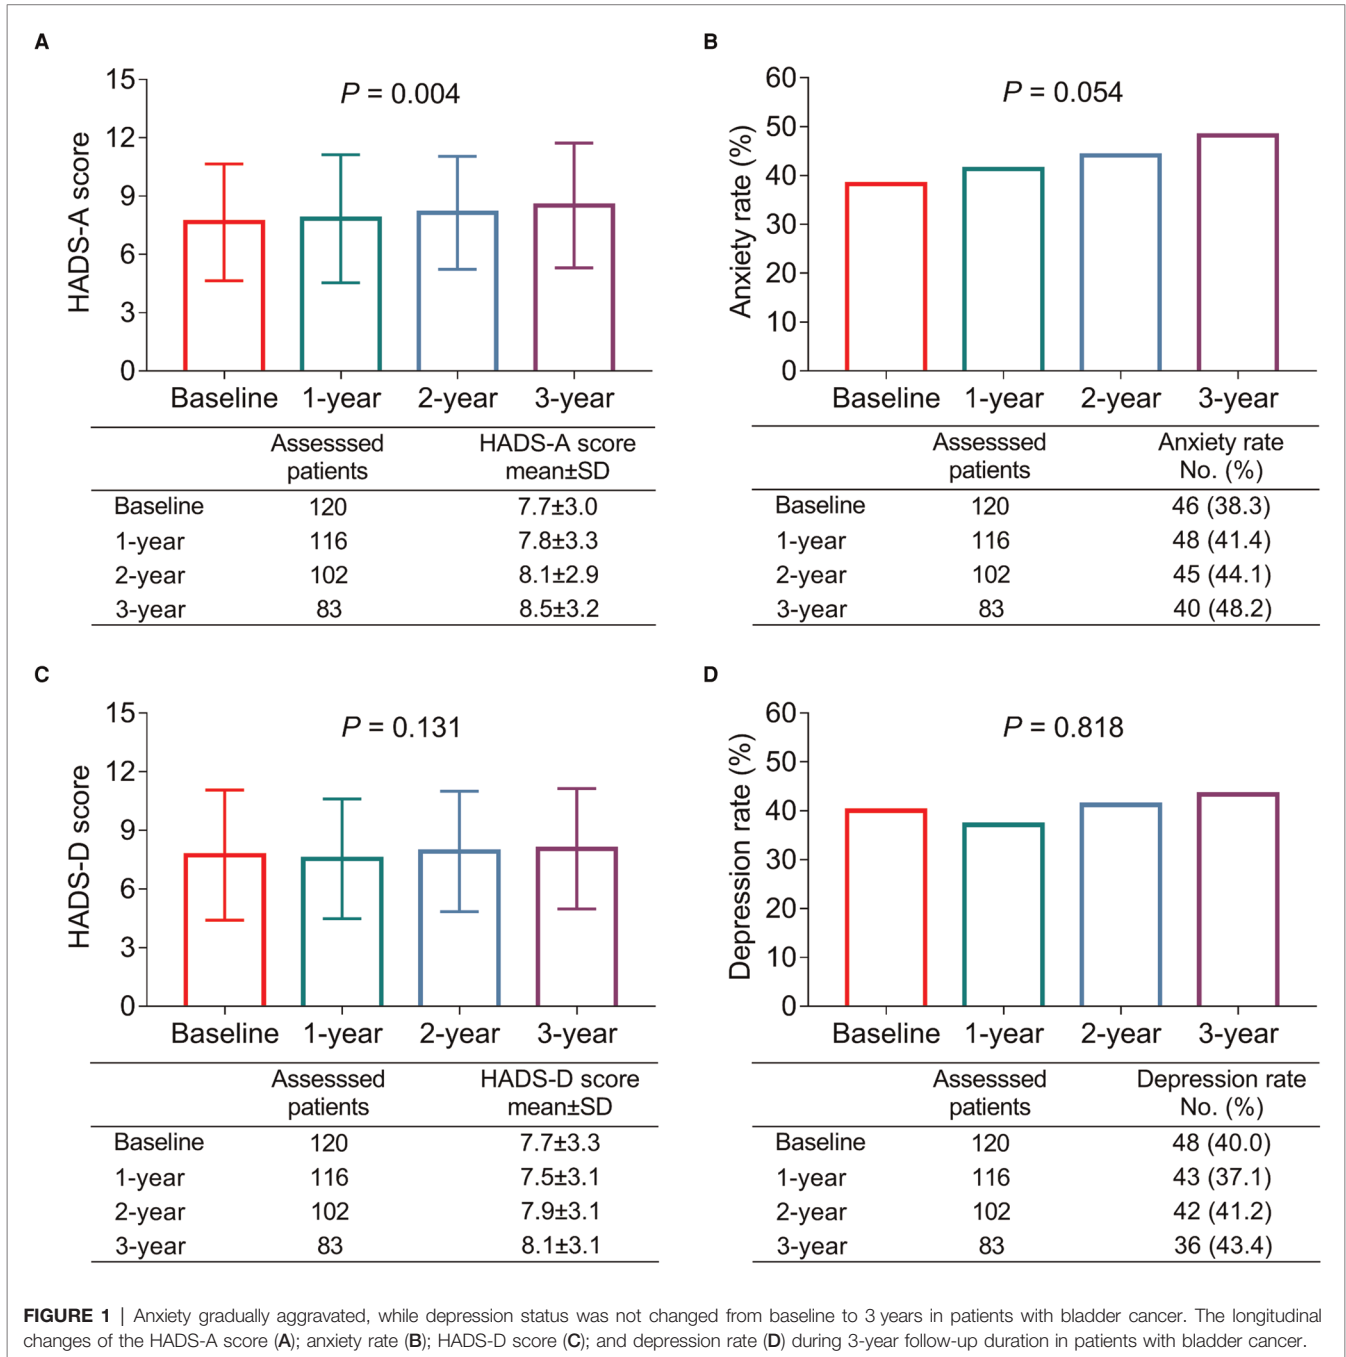 A
P = 0.004
HADS-A score
15
12
9
6
3
0
Baseline 1-year 2-year 3-year
Assesssed patients HADS-A score mean±SD
Baseline 120 7.7±3.0
1-year 116 7.8±3.3
2-year 102 8.1±2.9
3-year 83 8.5±3.2
B
P = 0.054
Anxiety rate (%)
60
50
40
30
20
10
0
Baseline 1-year 2-year 3-year
Assesssed patients Anxiety rate No. (%)
Baseline 120 46 (38.3)
1-year 116 48 (41.4)
2-year 102 45 (44.1)
3-year 83 40 (48.2)
C
P = 0.131
HADS-D score
15
12
9
6
3
0
Baseline 1-year 2-year 3-year
Assesssed patients HADS-D score mean±SD
Baseline 120 7.7±3.3
1-year 116 7.5±3.1
2-year 102 7.9±3.1
3-year 83 8.1±3.1
D
P = 0.818
Depression rate (%)
60
50
40
30
20
10
0
Baseline 1-year 2-year 3-year
Assesssed patients Depression rate No. (%)
Baseline 120 48 (40.0)
1-year 116 43 (37.1)
2-year 102 42 (41.2)
3-year 83 36 (43.4)
FIGURE 1 | Anxiety gradually aggravated, while depression status was not changed from baseline to 3 years in patients with bladder cancer. The longitudinal
changes of the HADS-A score (A); anxiety rate (B); HADS-D score (C); and depression rate (D) during 3-year follow-up duration in patients with bladder cancer.